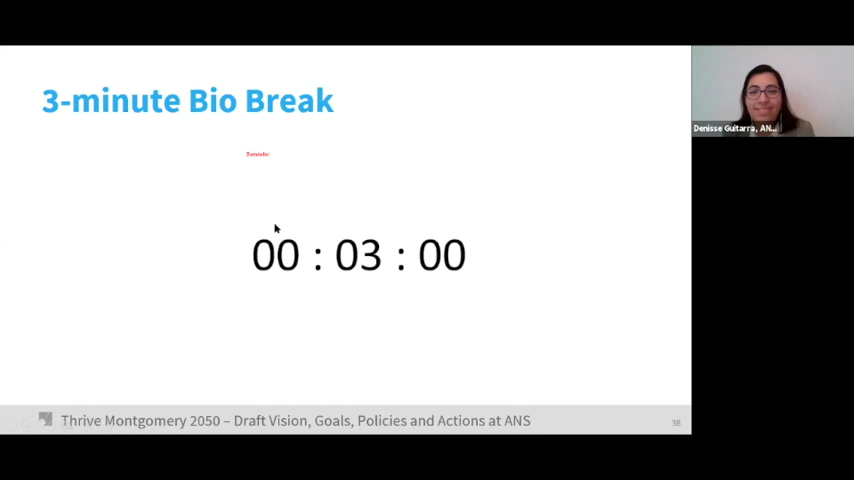 3-minute Bio Break
Denisse Guitarra, AN...
00 : 03 : 00
Thrive Montgomery 2050 – Draft Vision, Goals, Policies and Actions at ANS
38